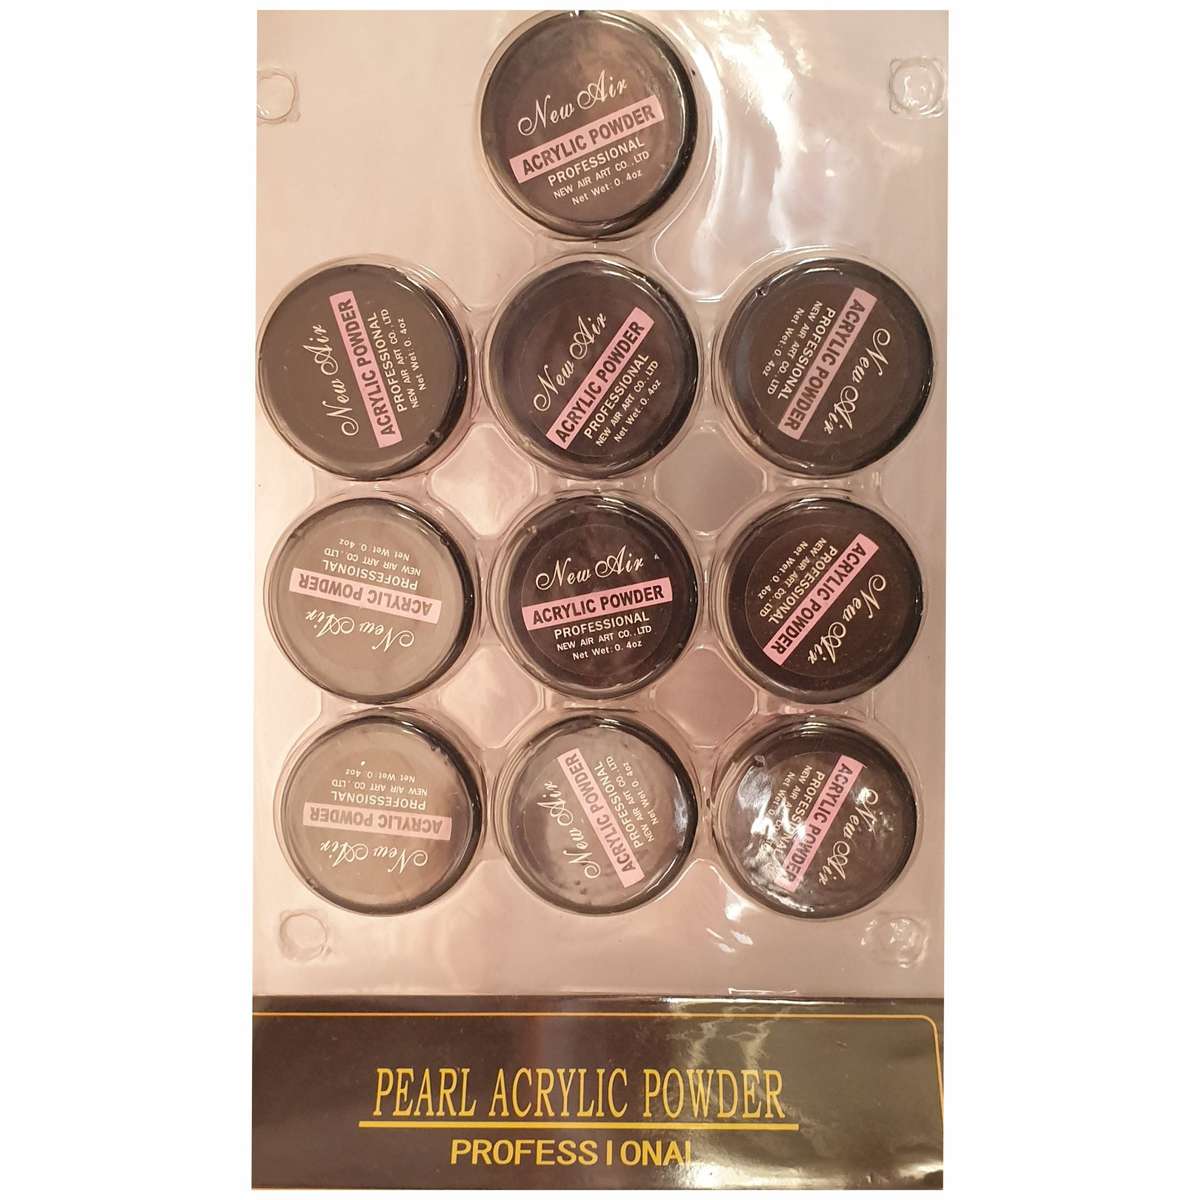 New Air
ACRYLIC POWDER
PROFESSIONAL
NEW AIR ART CO.,LTD
Net Wet:0.4oz
New Air
ACRYLIC POWDER
PROFESSIONAL
NEW AIR ART CO.,LTD
Net Wet:0.4oz
New Air
ACRYLIC POWDER
PROFESSIONAL
NEW AIR ART CO.,LTD
Net Wet:0.4oz
New Air
ACRYLIC POWDER
PROFESSIONAL
NEW AIR ART CO.,LTD
Net Wet:0.4oz
New Air
ACRYLIC POWDER
PROFESSIONAL
NEW AIR ART CO.,LTD
Net Wet:0.4oz
New Air
ACRYLIC POWDER
PROFESSIONAL
NEW AIR ART CO.,LTD
Net Wet:0.4oz
New Air
ACRYLIC POWDER
PROFESSIONAL
NEW AIR ART CO.,LTD
Net Wet:0.4oz
New Air
ACRYLIC POWDER
PROFESSIONAL
NEW AIR ART CO.,LTD
Net Wet:0.4oz
New Air
ACRYLIC POWDER
PROFESSIONAL
NEW AIR ART CO.,LTD
Net Wet:0.4oz
New Air
ACRYLIC POWDER
PROFESSIONAL
NEW AIR ART
Net Wet:0
PEARL ACRYLIC POWDER
PROFESSIONAL